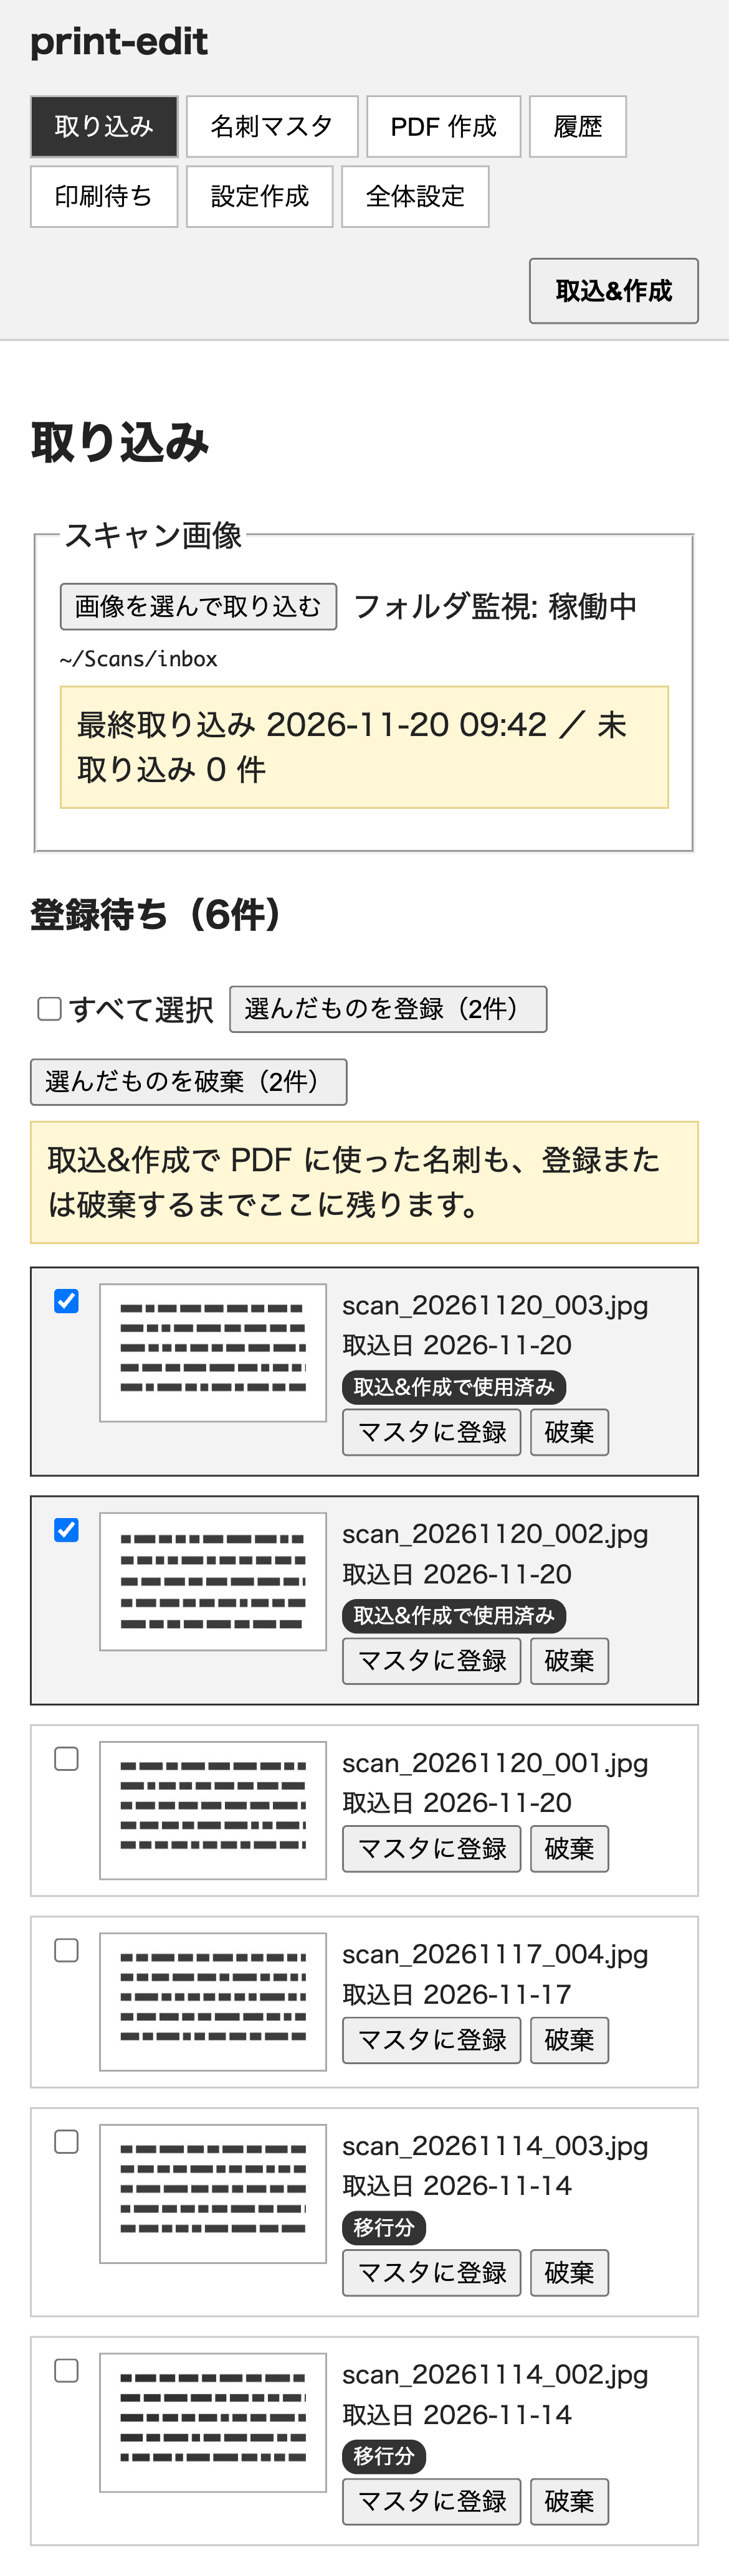 print-edit
取り込み
名刺マスタ
PDF 作成
履歴
印刷待ち
設定作成
全体設定
取込&作成
取り込み
スキャン画像
画像を選んで取り込む
フォルダ監視: 稼働中
~/Scans/inbox
最終取り込み 2026-11-20 09:42 ／ 未
取り込み 0 件
登録待ち（6件）
すべて選択
選んだものを登録（2件）
選んだものを破棄（2件）
取込&作成で PDF に使った名刺も、登録また
は破棄するまでここに残ります。
scan_20261120_003.jpg
取込日 2026-11-20
取込&作成で使用済み
マスタに登録
破棄
scan_20261120_002.jpg
取込日 2026-11-20
取込&作成で使用済み
マスタに登録
破棄
scan_20261120_001.jpg
取込日 2026-11-20
マスタに登録
破棄
scan_20261117_004.jpg
取込日 2026-11-17
マスタに登録
破棄
scan_20261114_003.jpg
取込日 2026-11-14
移行分
マスタに登録
破棄
scan_20261114_002.jpg
取込日 2026-11-14
移行分
マスタに登録
破棄